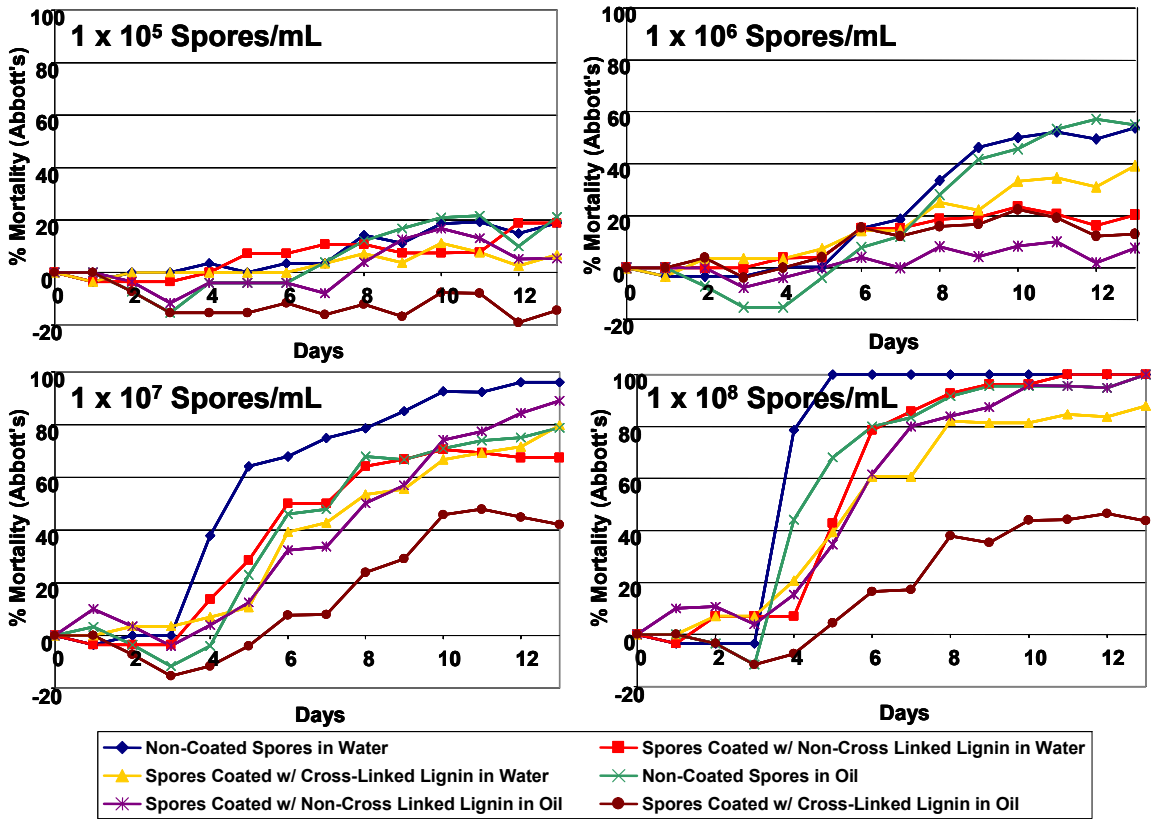 1 x 10⁵ Spores/mL
% Mortality (Abbott's)
100
80
60
40
20
0
-20
0 2 4 6 8 10 12
Days
1 x 10⁶ Spores/mL
% Mortality (Abbott's)
100
80
60
40
20
0
-20
0 2 4 6 8 10 12
Days
1 x 10⁷ Spores/mL
% Mortality (Abbott's)
100
80
60
40
20
0
-20
0 2 4 6 8 10 12
Days
1 x 10⁸ Spores/mL
% Mortality (Abbott's)
100
80
60
40
20
0
-20
0 2 4 6 8 10 12
Days
Non-Coated Spores in Water
Spores Coated w/ Non-Cross Linked Lignin in Water
Spores Coated w/ Cross-Linked Lignin in Water
Non-Coated Spores in Oil
Spores Coated w/ Non-Cross Linked Lignin in Oil
Spores Coated w/ Cross-Linked Lignin in Oil